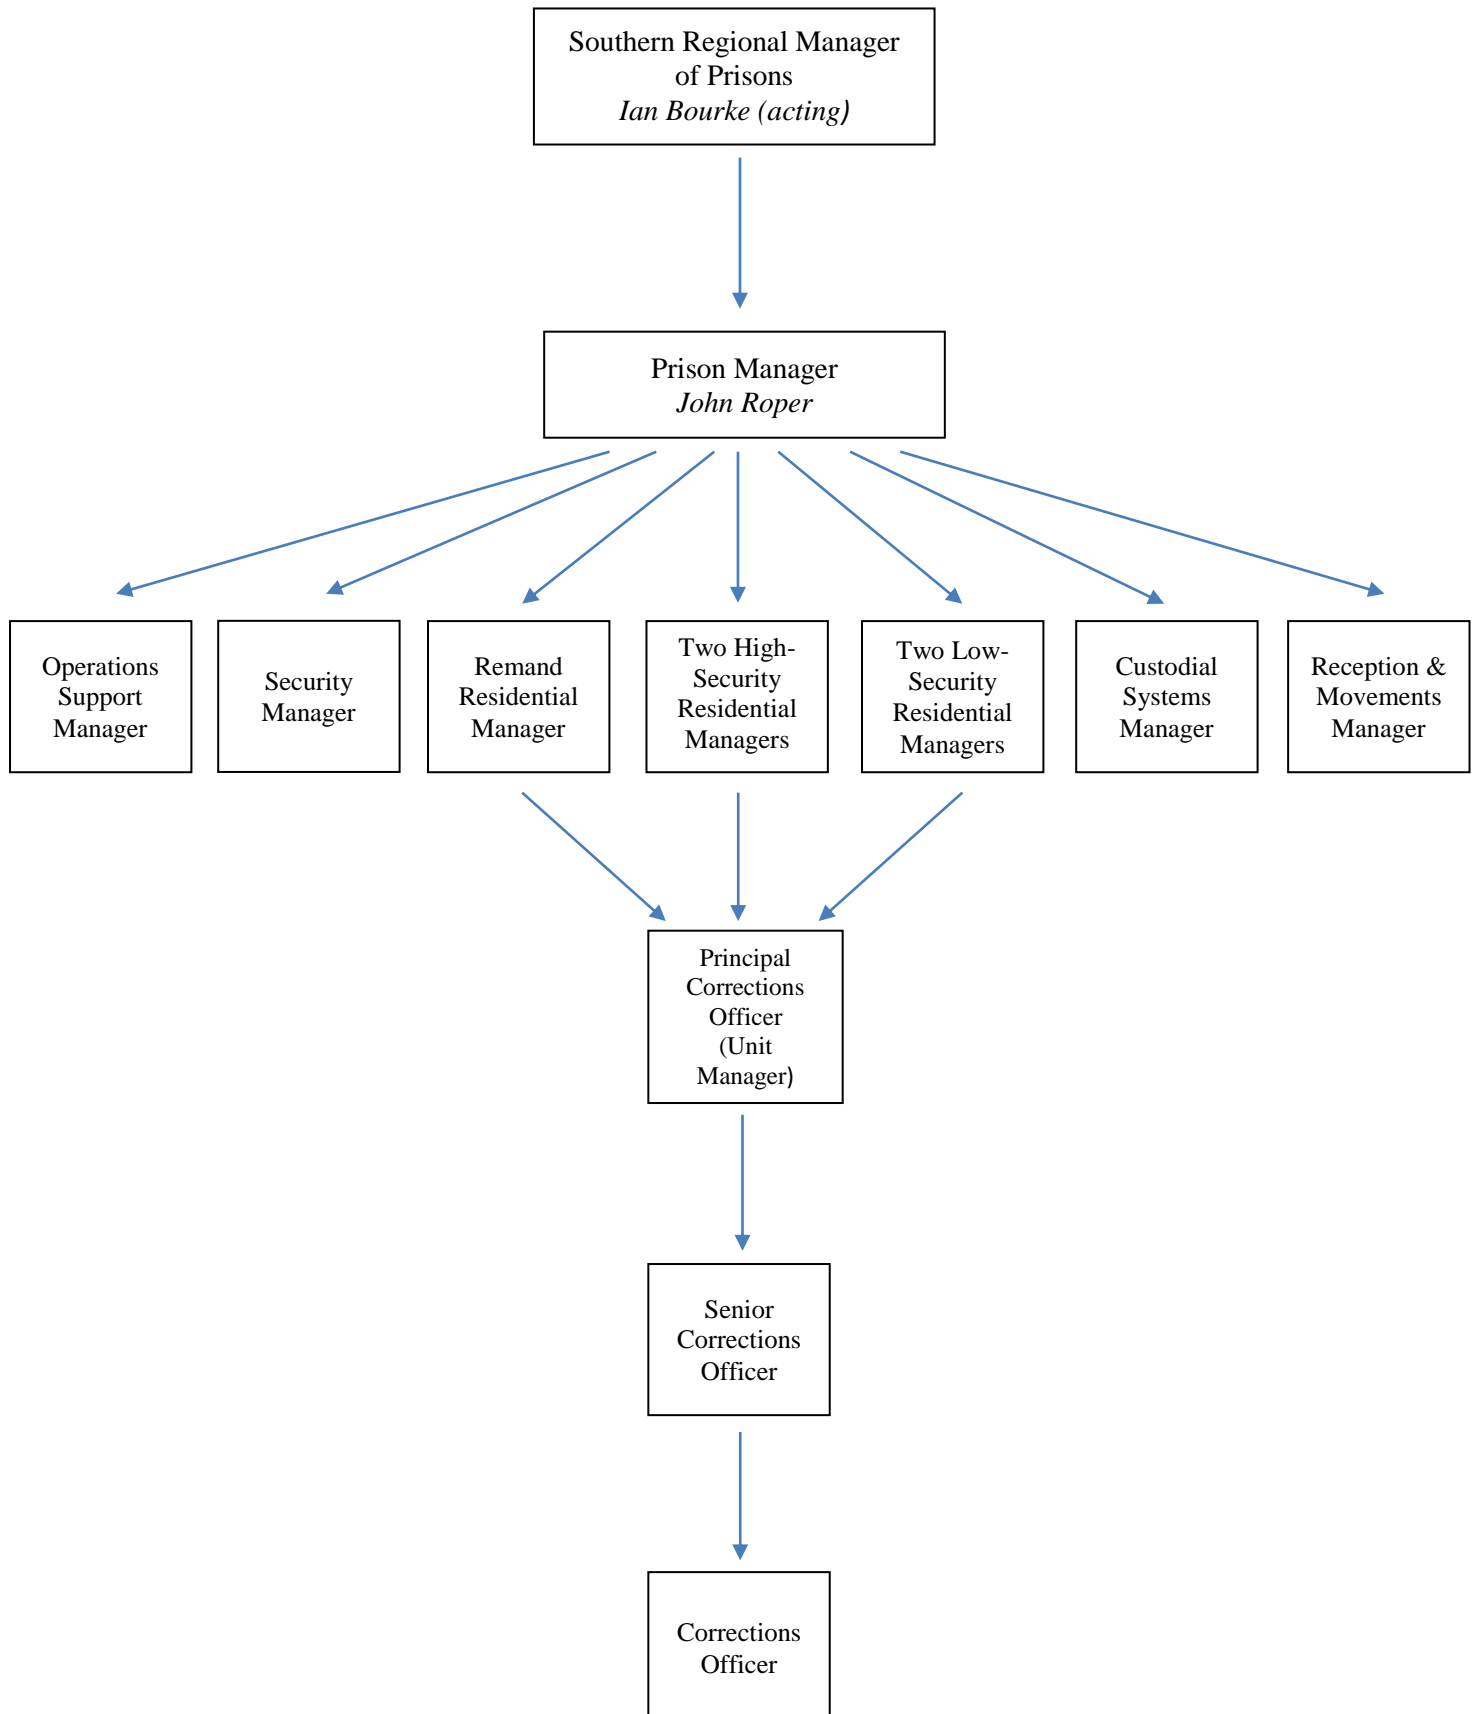 Southern Regional Manager
of Prisons
Ian Bourke (acting)
Prison Manager
John Roper
Operations
Support
Manager
Security
Manager
Remand
Residential
Manager
Two High-
Security
Residential
Managers
Two Low-
Security
Residential
Managers
Custodial
Systems
Manager
Reception &
Movements
Manager
Principal
Corrections
Officer
(Unit
Manager)
Senior
Corrections
Officer
Corrections
Officer